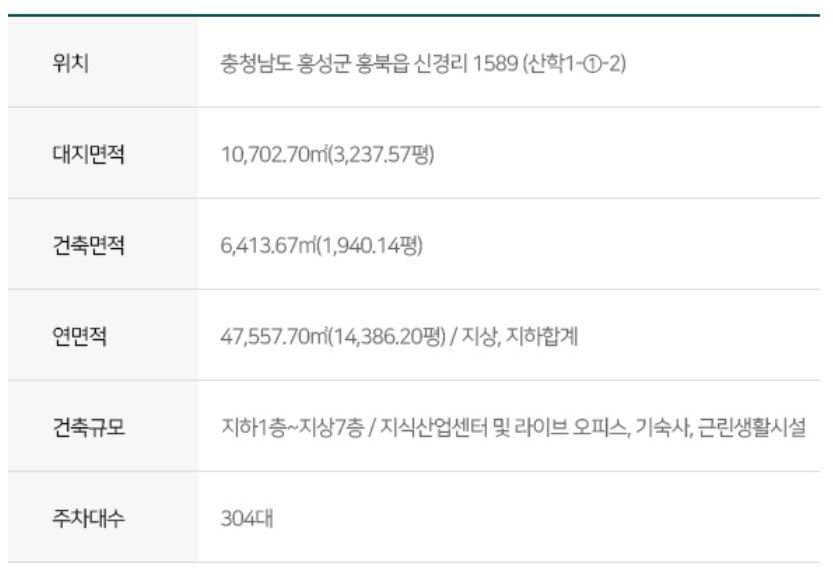 위치 충청남도 홍성군 홍북읍 신경리 1589 (산학1-①-2)
대지면적 10,702.70㎡(3,237.57평)
건축면적 6,413.67㎡(1,940.14평)
연면적 47,557.70㎡(14,386.20평) / 지상, 지하합계
건축규모 지하1층~지상7층 / 지식산업센터 및 라이브 오피스, 기숙사, 근린생활시설
주차대수 304대